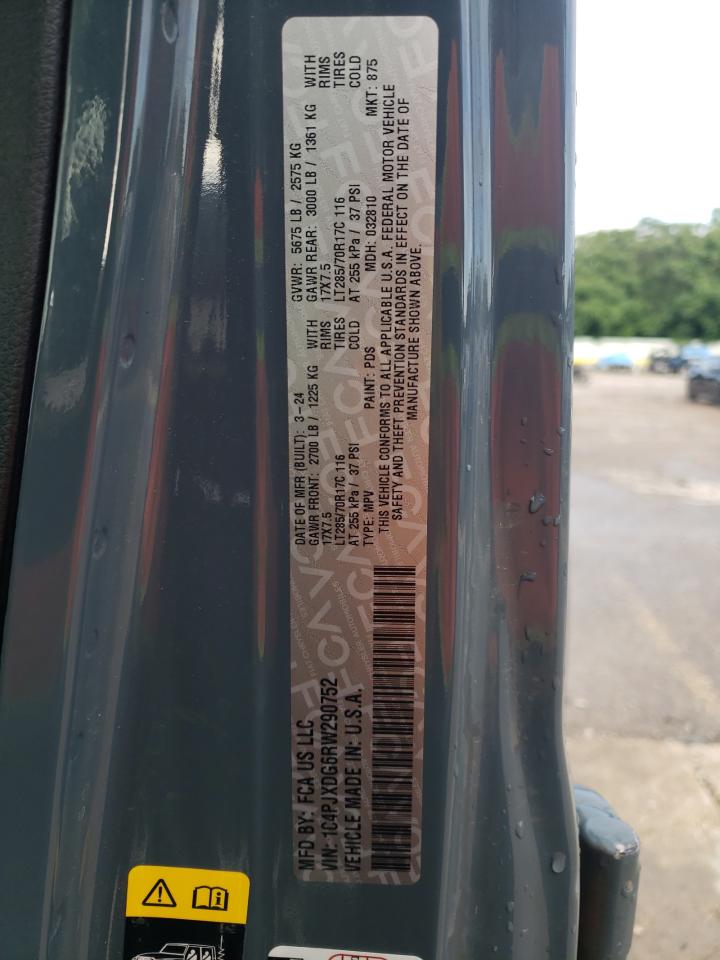 MFD BY: FCA US LLC
DATE OF MFR (BUILT): 3-24
GVWR: 5675 LB / 2575 KG
GAWR FRONT: 2700 LB / 1225 KG WITH
GAWR REAR: 3000 LB / 1361 KG WITH
17X7.5 RIMS
17X7.5 RIMS
LT285/70R17C 116 TIRES
LT285/70R17C 116 TIRES
AT 255 kPa / 37 PSI COLD
AT 255 kPa / 37 PSI COLD
VIN: 1C4PJXDG6RW290752
TYPE: MPV
PAINT: PDS
MDH: 032810
MKT: 875
VEHICLE MADE IN: U.S.A.
THIS VEHICLE CONFORMS TO ALL APPLICABLE U.S.A. FEDERAL MOTOR VEHICLE
SAFETY AND THEFT PREVENTION STANDARDS IN EFFECT ON THE DATE OF
MANUFACTURE SHOWN ABOVE.